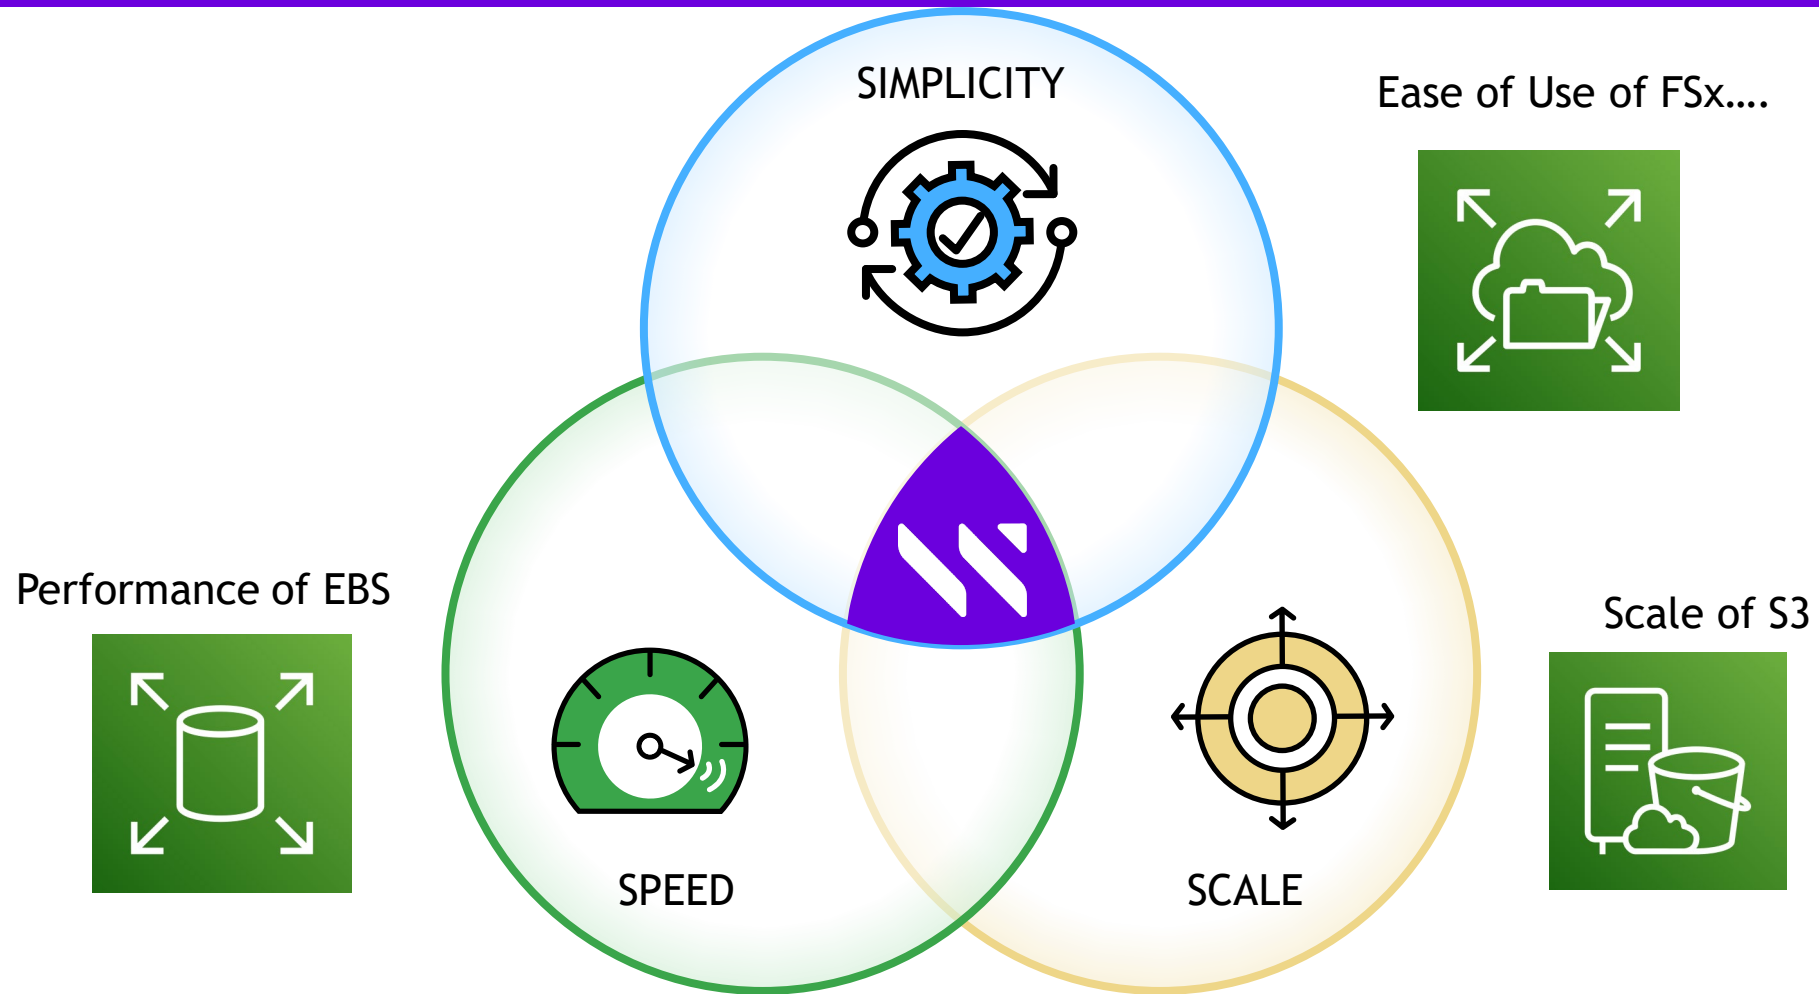 SIMPLICITY
Ease of Use of FSx....
Performance of EBS
Scale of S3
SPEED
SCALE